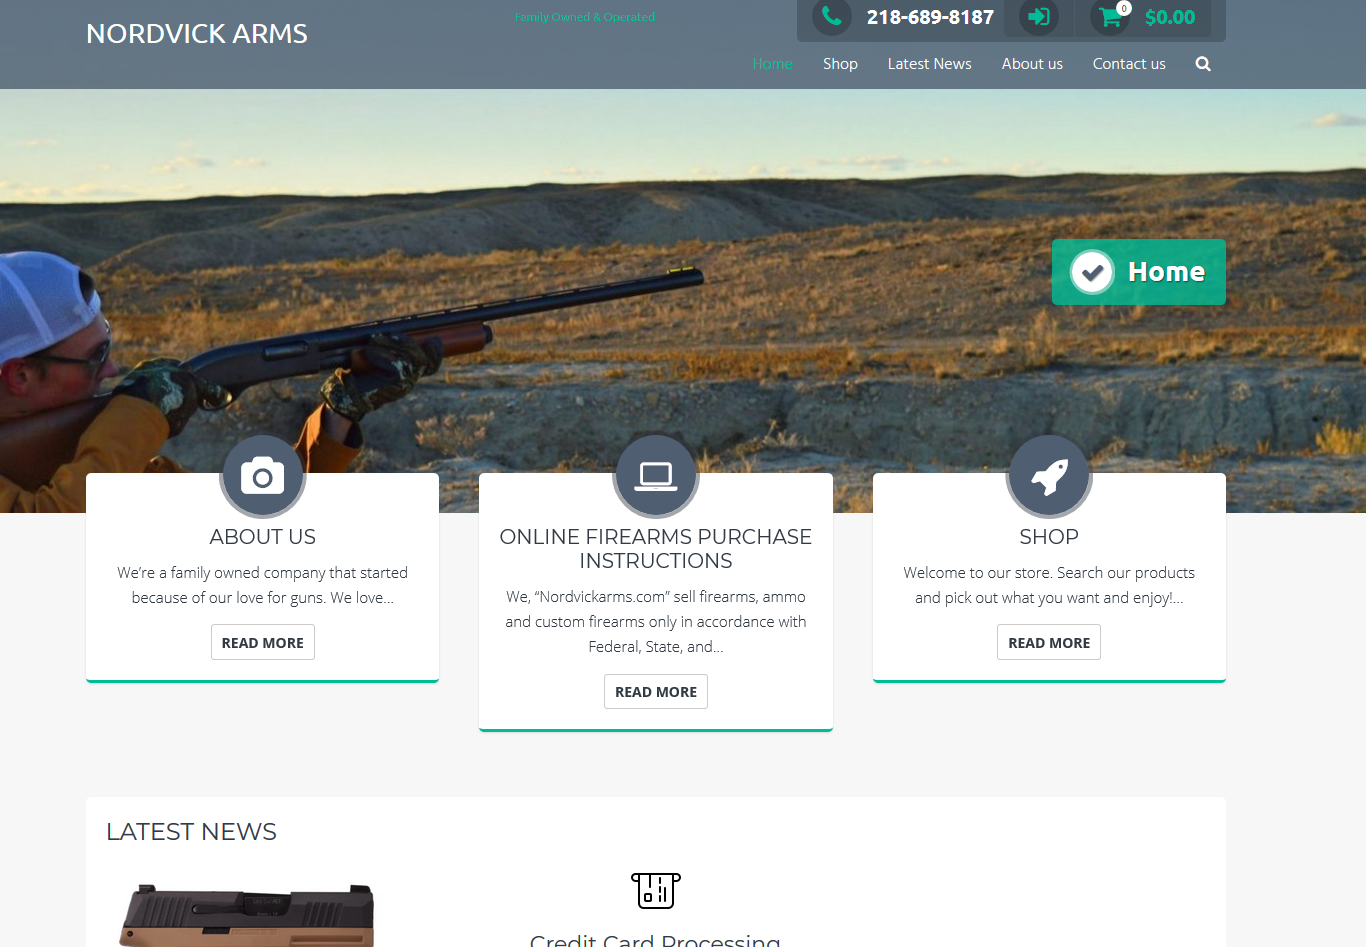 NORDVICK ARMS
Family Owned & Operated
218-689-8187
0
$0.00
Home
Shop
Latest News
About us
Contact us
Home
ABOUT US
We’re a family owned company that started
because of our love for guns. We love...
READ MORE
ONLINE FIREARMS PURCHASE
INSTRUCTIONS
We, “Nordvickarms.com” sell firearms, ammo
and custom firearms only in accordance with
Federal, State, and...
READ MORE
SHOP
Welcome to our store. Search our products
and pick out what you want and enjoy!...
READ MORE
LATEST NEWS
Credit Card Processing